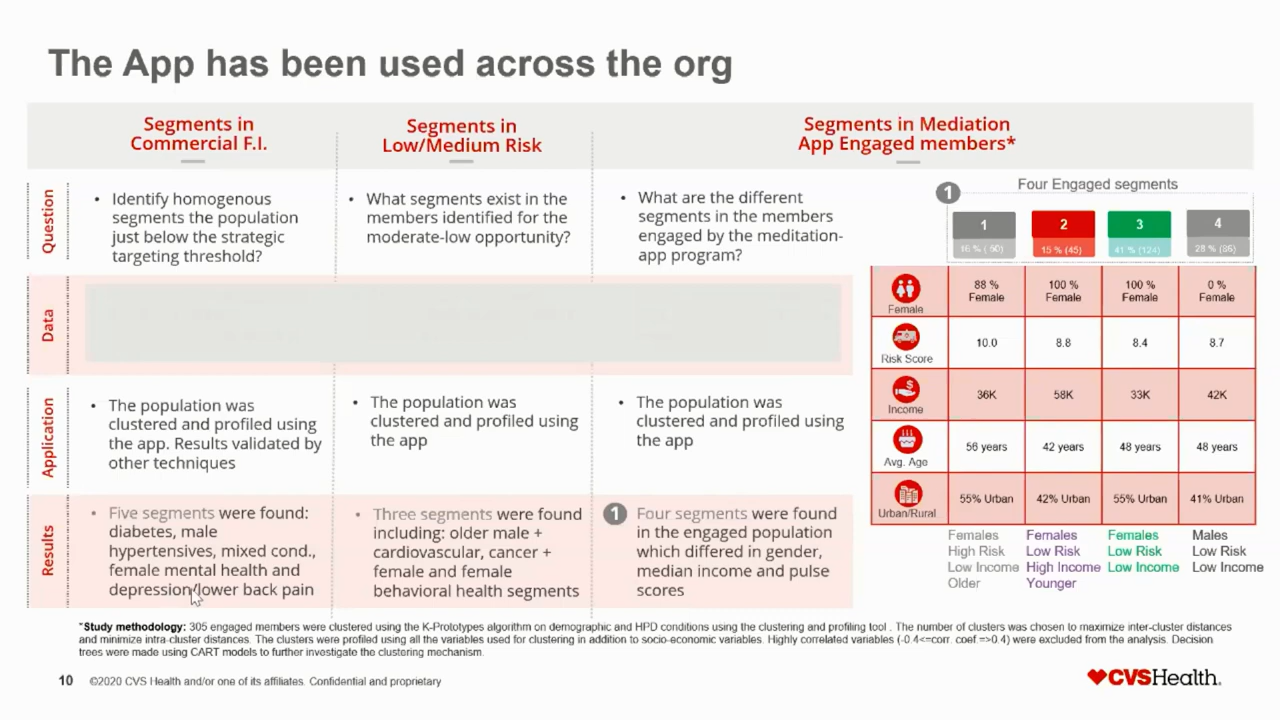 The App has been used across the org
Segments in
Commercial F.I.
Segments in
Low/Medium Risk
Segments in Mediation
App Engaged members*
Question
• Identify homogenous
segments the population
just below the strategic
targeting threshold?
• What segments exist in the
members identified for the
moderate-low opportunity?
• What are the different
segments in the members
engaged by the meditation-
app program?
Data
Application
• The population was
clustered and profiled using
the app. Results validated by
other techniques
• The population was
clustered and profiled using
the app
• The population was
clustered and profiled using
the app
Results
• Five segments were found:
diabetes, male
hypertensives, mixed cond.,
female mental health and
depression/lower back pain
• Three segments were found
including: older male +
cardiovascular, cancer +
female and female
behavioral health segments
1 Four segments were found
in the engaged population
which differed in gender,
median income and pulse
scores
1 Four Engaged segments
1 2 3 4
16 % ( 50) 15 % (45) 41 % (124) 28 % (86)
Female 88 % Female 100 % Female 100 % Female 0 % Female
Risk Score 10.0 8.8 8.4 8.7
Income 36K 58K 33K 42K
Avg. Age 56 years 42 years 48 years 48 years
Urban/Rural 55% Urban 42% Urban 55% Urban 41% Urban
Females
High Risk
Low Income
Older
Females
Low Risk
High Income
Younger
Females
Low Risk
Low Income
Males
Low Risk
Low Income
*Study methodology: 305 engaged members were clustered using the K-Prototypes algorithm on demographic and HPD conditions using the clustering and profiling tool . The number of clusters was chosen to maximize inter-cluster distances
and minimize intra-cluster distances. The clusters were profiled using all the variables used for clustering in addition to socio-economic variables. Highly correlated variables (-0.4<=corr. coef.=>0.4) were excluded from the analysis. Decision
trees were made using CART models to further investigate the clustering mechanism.
10 ©2020 CVS Health and/or one of its affiliates. Confidential and proprietary
CVSHealth.